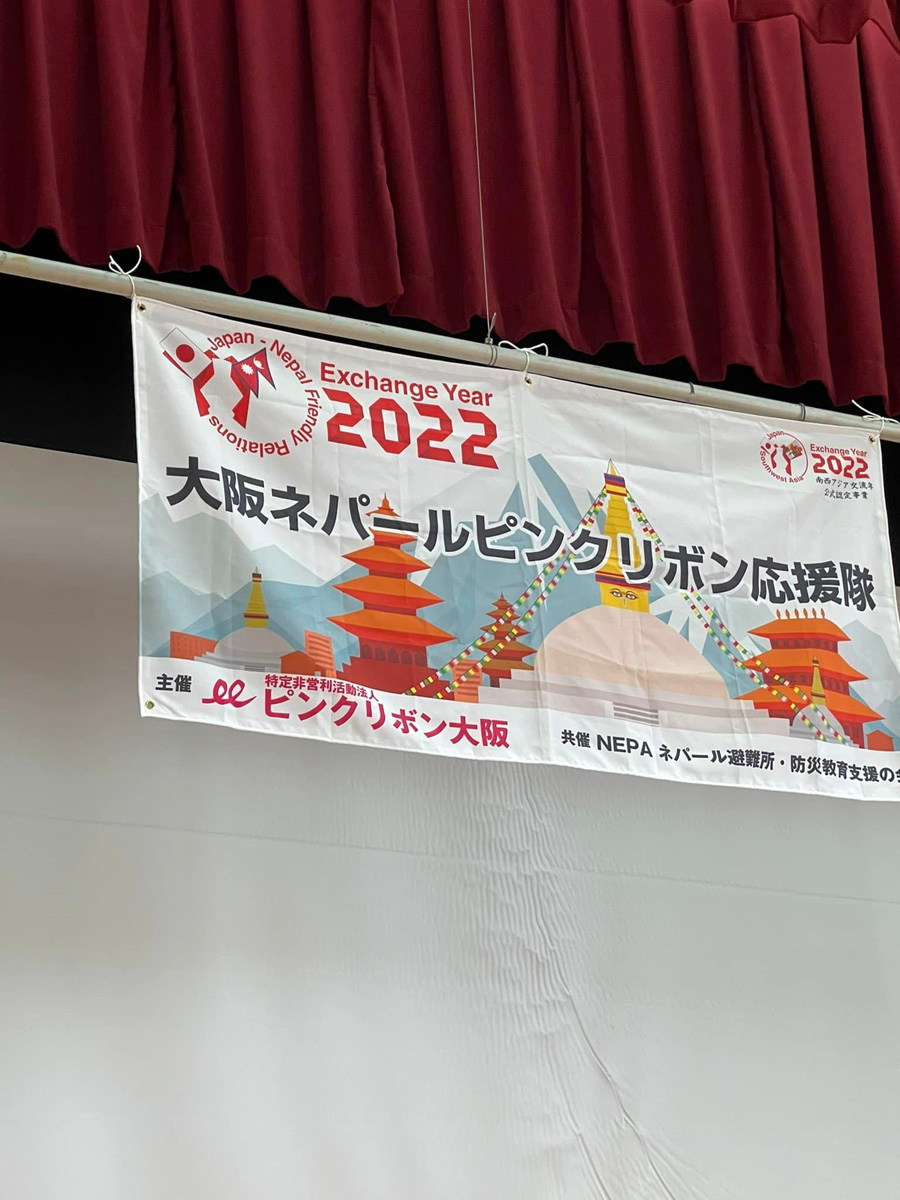 Japan - Nepal Friendly Relations
Exchange Year
2022
Japan Southwest Asia
Exchange Year
2022
南西アジア交流年
公式認定事業
大阪ネパールピンクリボン応援隊
主催
特定非営利活動法人
ピンクリボン大阪
共催 NEPA ネパール避難所・防災教育支援の会